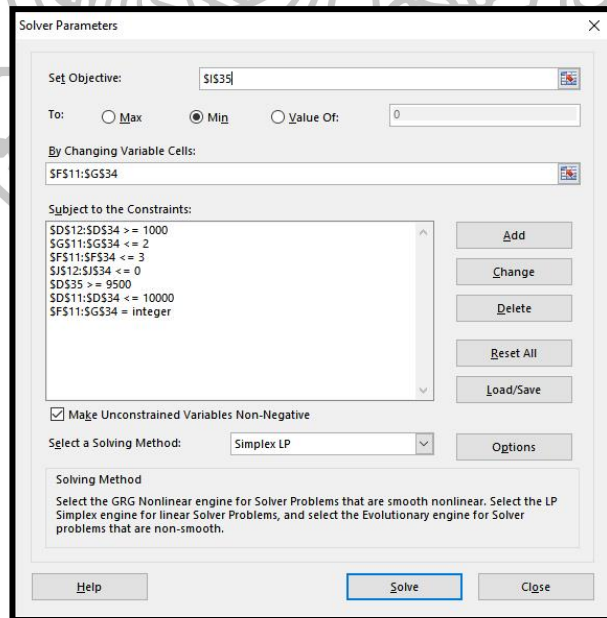 Solver Parameters
Set Objective: $I$35
To: Max Min Value Of: 0
By Changing Variable Cells:
$F$11:$G$34
Subject to the Constraints:
$D$12:$D$34 >= 1000
$G$11:$G$34 <= 2
$F$11:$F$34 <= 3
$J$12:$J$34 <= 0
$D$35 >= 9500
$D$11:$D$34 <= 10000
$F$11:$G$34 = integer
Add
Change
Delete
Reset All
Load/Save
Make Unconstrained Variables Non-Negative
Select a Solving Method: Simplex LP Options
Solving Method
Select the GRG Nonlinear engine for Solver Problems that are smooth nonlinear. Select the LP
Simplex engine for linear Solver Problems, and select the Evolutionary engine for Solver
problems that are non-smooth.
Help Solve Close